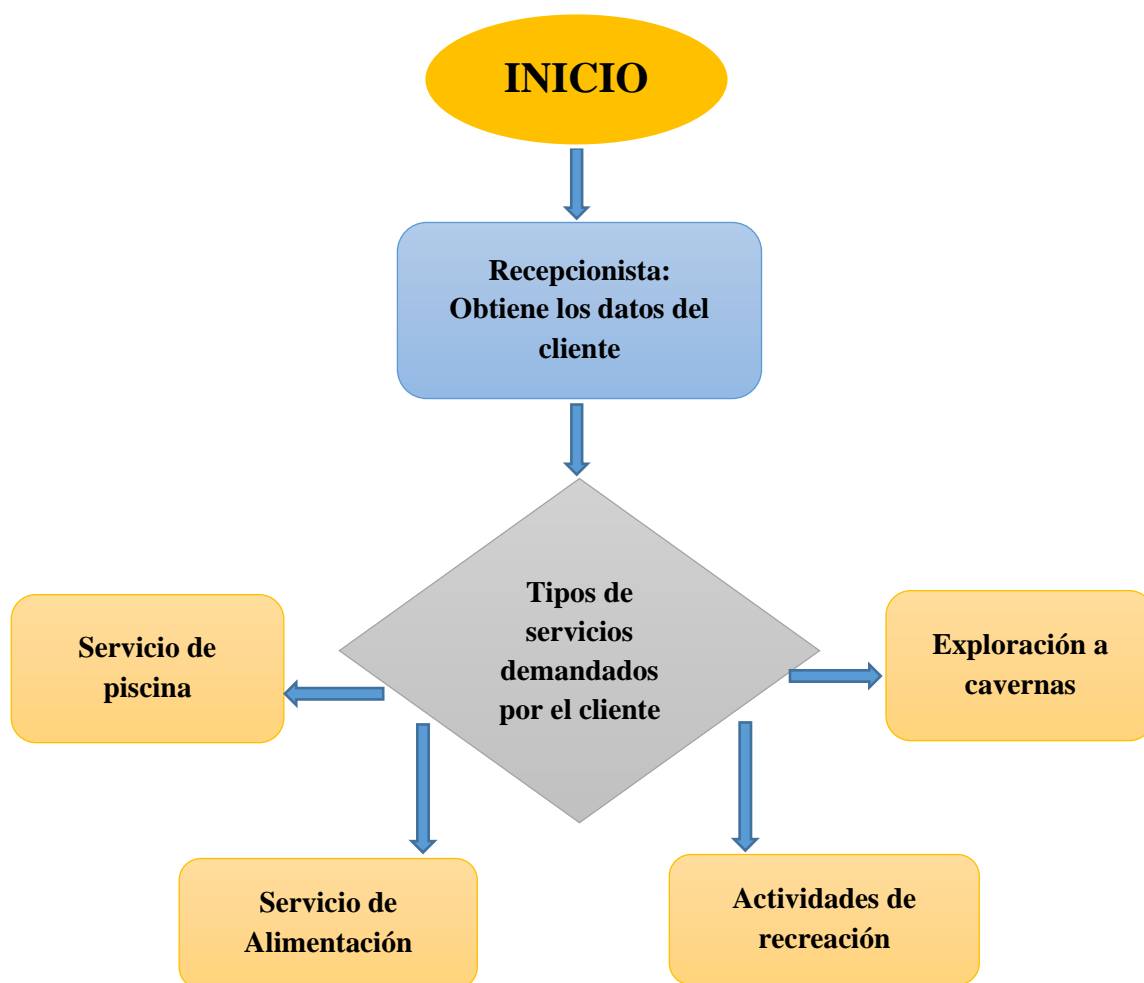 INICIO
Recepcionista:
Obtiene los datos del
cliente
Tipos de
servicios
demandados
por el cliente
Servicio de
piscina
Exploración a
cavernas
Servicio de
Alimentación
Actividades de
recreación